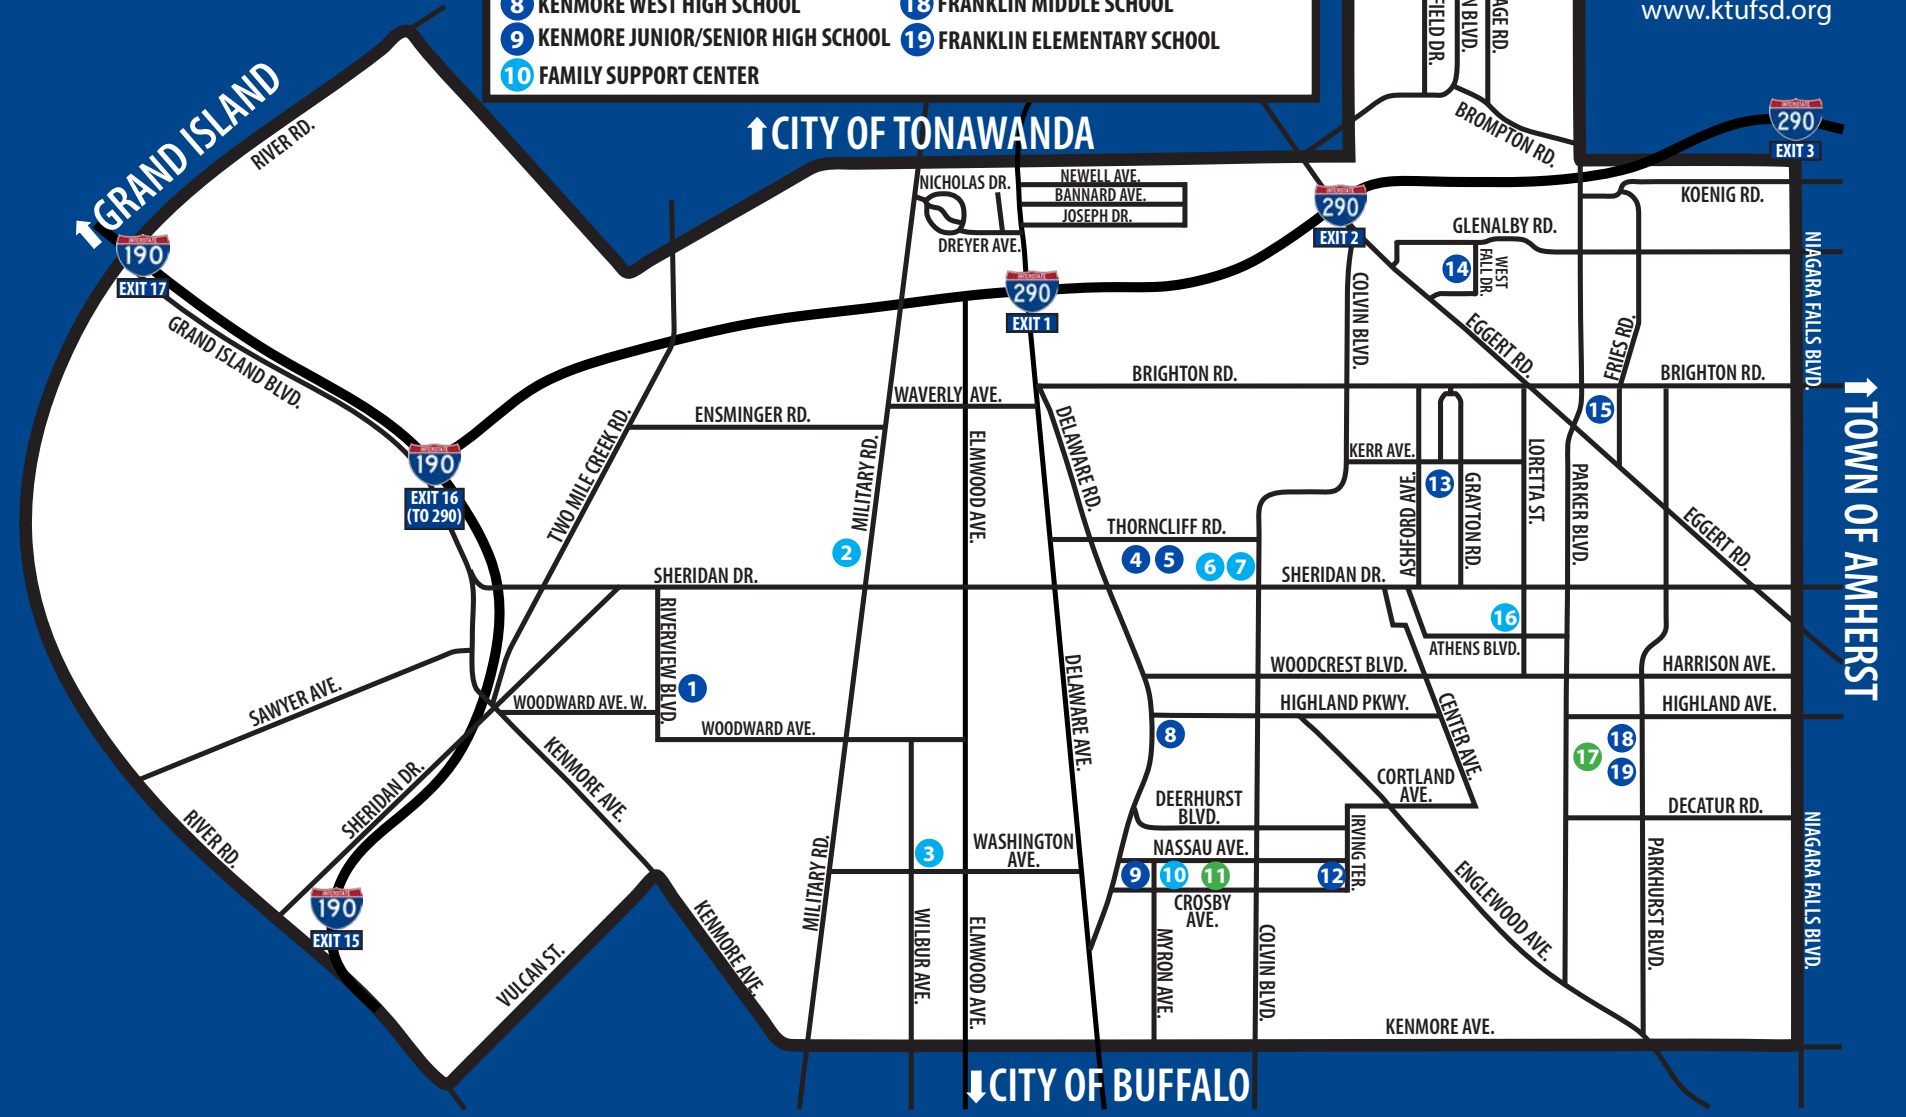 8 KENMORE WEST HIGH SCHOOL
18 FRANKLIN MIDDLE SCHOOL
9 KENMORE JUNIOR/SENIOR HIGH SCHOOL
19 FRANKLIN ELEMENTARY SCHOOL
10 FAMILY SUPPORT CENTER
www.ktufsd.org
FIELD DR.
N BLVD.
AGE RD.
BROMPTON RD.
CITY OF TONAWANDA
GRAND ISLAND
RIVER RD.
INTERSTATE
190
EXIT 17
GRAND ISLAND BLVD.
INTERSTATE
190
EXIT 16
(TO 290)
NICHOLAS DR.
DREYER AVE.
NEWELL AVE.
BANNARD AVE.
JOSEPH DR.
INTERSTATE
290
EXIT 1
INTERSTATE
290
EXIT 2
INTERSTATE
290
EXIT 3
KOENIG RD.
GLENALBY RD.
14
WEST
FALL DR.
NIAGARA FALLS BLVD.
COLVIN BLVD.
EGGERT RD.
FRIES RD.
BRIGHTON RD.
BRIGHTON RD.
15
TOWN OF AMHERST
WAVERLY AVE.
ENSMINGER RD.
TWO MILE CREEK RD.
MILITARY RD.
ELMWOOD AVE.
DELAWARE RD.
KERR AVE.
13
ASHFORD AVE.
GRAYTON RD.
LORETTA ST.
PARKER BLVD.
EGGERT RD.
2
THORNCLIFF RD.
4
5
6
7
SHERIDAN DR.
SHERIDAN DR.
16
ATHENS BLVD.
RIVERVIEW BLVD.
1
WOODCREST BLVD.
HARRISON AVE.
SAWYER AVE.
WOODWARD AVE. W.
WOODWARD AVE.
HIGHLAND PKWY.
HIGHLAND AVE.
DELAWARE AVE.
8
CENTER AVE.
17
18
19
KENMORE AVE.
SHERIDAN DR.
CORTLAND
AVE.
DEERHURST
BLVD.
DECATUR RD.
RIVER RD.
MILITARY RD.
3
WASHINGTON
AVE.
NASSAU AVE.
IRVING TER.
9
10
11
12
CROSBY
AVE.
ENGLEWOOD AVE.
PARKHURST BLVD.
NIAGARA FALLS BLVD.
INTERSTATE
190
EXIT 15
VULCAN ST.
KENMORE AVE.
WILBUR AVE.
ELMWOOD AVE.
MYRON AVE.
COLVIN BLVD.
KENMORE AVE.
CITY OF BUFFALO